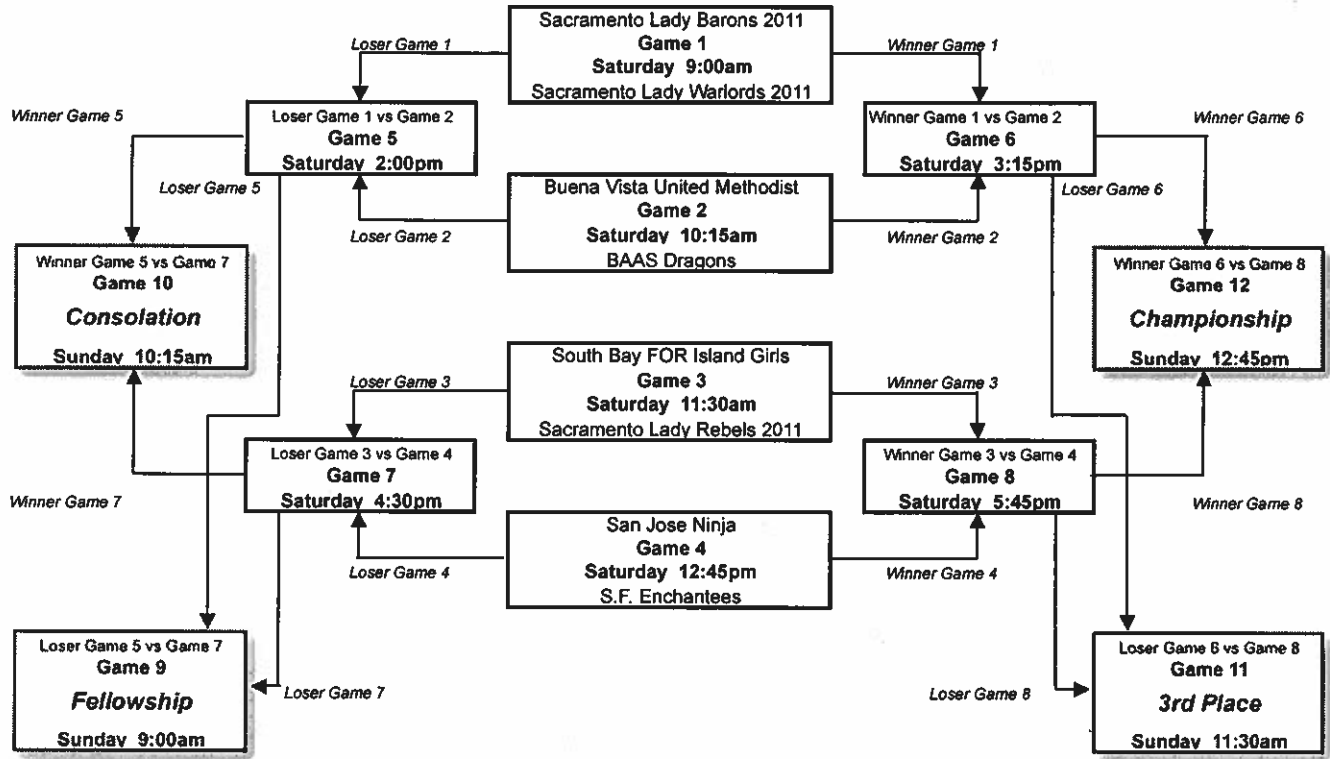 Sacramento Lady Barons 2011
Game 1
Saturday 9:00am
Sacramento Lady Warlords 2011
Loser Game 1
Winner Game 1
Winner Game 5
Loser Game 1 vs Game 2
Game 5
Saturday 2:00pm
Winner Game 1 vs Game 2
Game 6
Saturday 3:15pm
Winner Game 6
Loser Game 5
Buena Vista United Methodist
Game 2
Saturday 10:15am
BAAS Dragons
Loser Game 6
Loser Game 2
Winner Game 2
Winner Game 5 vs Game 7
Game 10
Consolation
Sunday 10:15am
Winner Game 6 vs Game 8
Game 12
Championship
Sunday 12:45pm
South Bay FOR Island Girls
Game 3
Saturday 11:30am
Sacramento Lady Rebels 2011
Loser Game 3
Winner Game 3
Loser Game 3 vs Game 4
Game 7
Saturday 4:30pm
Winner Game 3 vs Game 4
Game 8
Saturday 5:45pm
Winner Game 7
Winner Game 8
San Jose Ninja
Game 4
Saturday 12:45pm
S.F. Enchantees
Loser Game 4
Winner Game 4
Loser Game 5 vs Game 7
Game 9
Fellowship
Sunday 9:00am
Loser Game 7
Loser Game 8
Loser Game 6 vs Game 8
Game 11
3rd Place
Sunday 11:30am